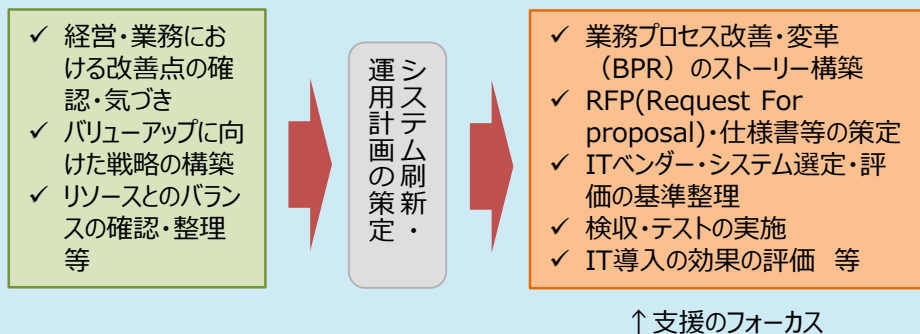 ✓ 経営・業務にお
ける改善点の確
認・気づき
✓ バリューアップに向
けた戦略の構築
✓ リソースとのバラン
スの確認・整理
等
システム刷新・
運用計画の策定
✓ 業務プロセス改善・変革
（BPR）のストーリー構築
✓ RFP(Request For
proposal)・仕様書等の策定
✓ ITベンダー・システム選定・評
価の基準整理
✓ 検収・テストの実施
✓ IT導入の効果の評価 等
↑支援のフォーカス